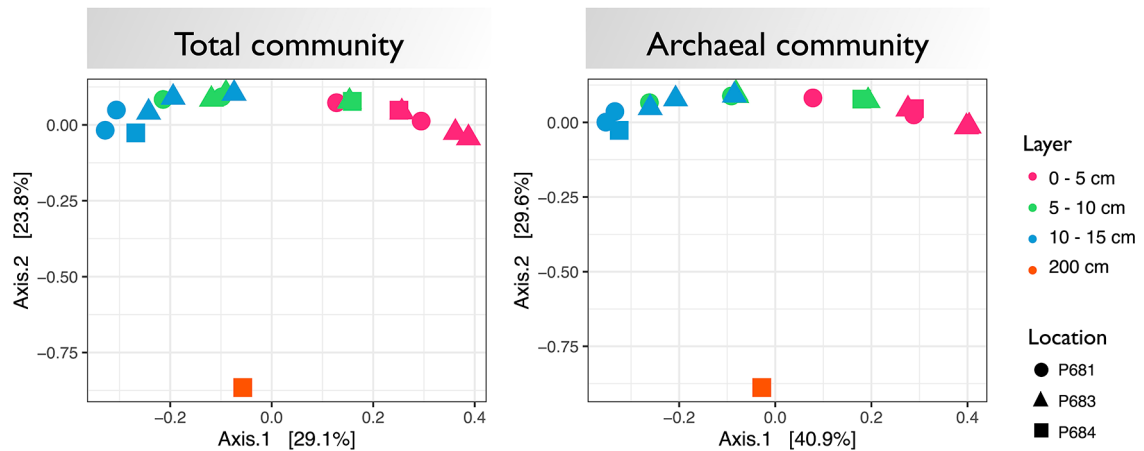 Total community
Archaeal community
0.00
−0.25
−0.50
−0.75
Axis.2 [23.8%]
−0.2
0.0
0.2
0.4
Axis.1 [29.1%]
0.00
−0.25
−0.50
−0.75
Axis.2 [29.6%]
−0.2
0.0
0.2
0.4
Axis.1 [40.9%]
Layer
0 - 5 cm
5 - 10 cm
10 - 15 cm
200 cm
Location
P681
P683
P684